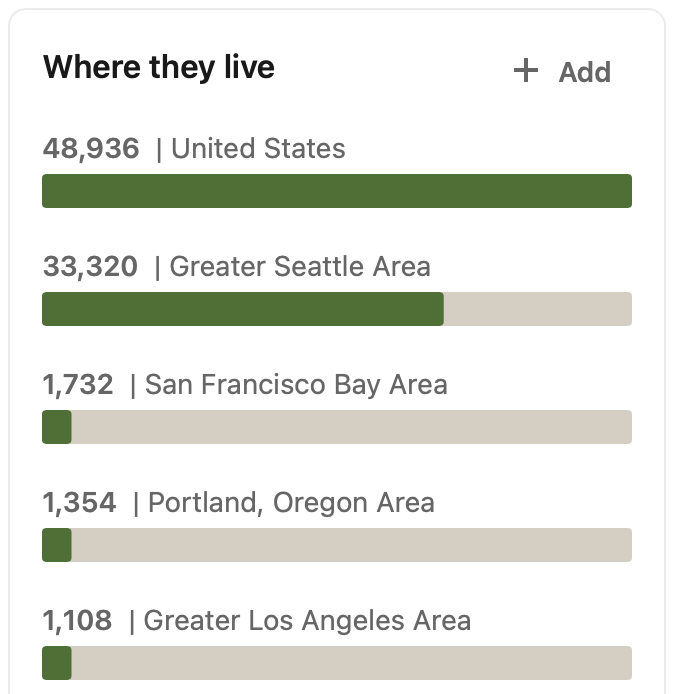 Where they live
+ Add
48,936 | United States
33,320 | Greater Seattle Area
1,732 | San Francisco Bay Area
1,354 | Portland, Oregon Area
1,108 | Greater Los Angeles Area